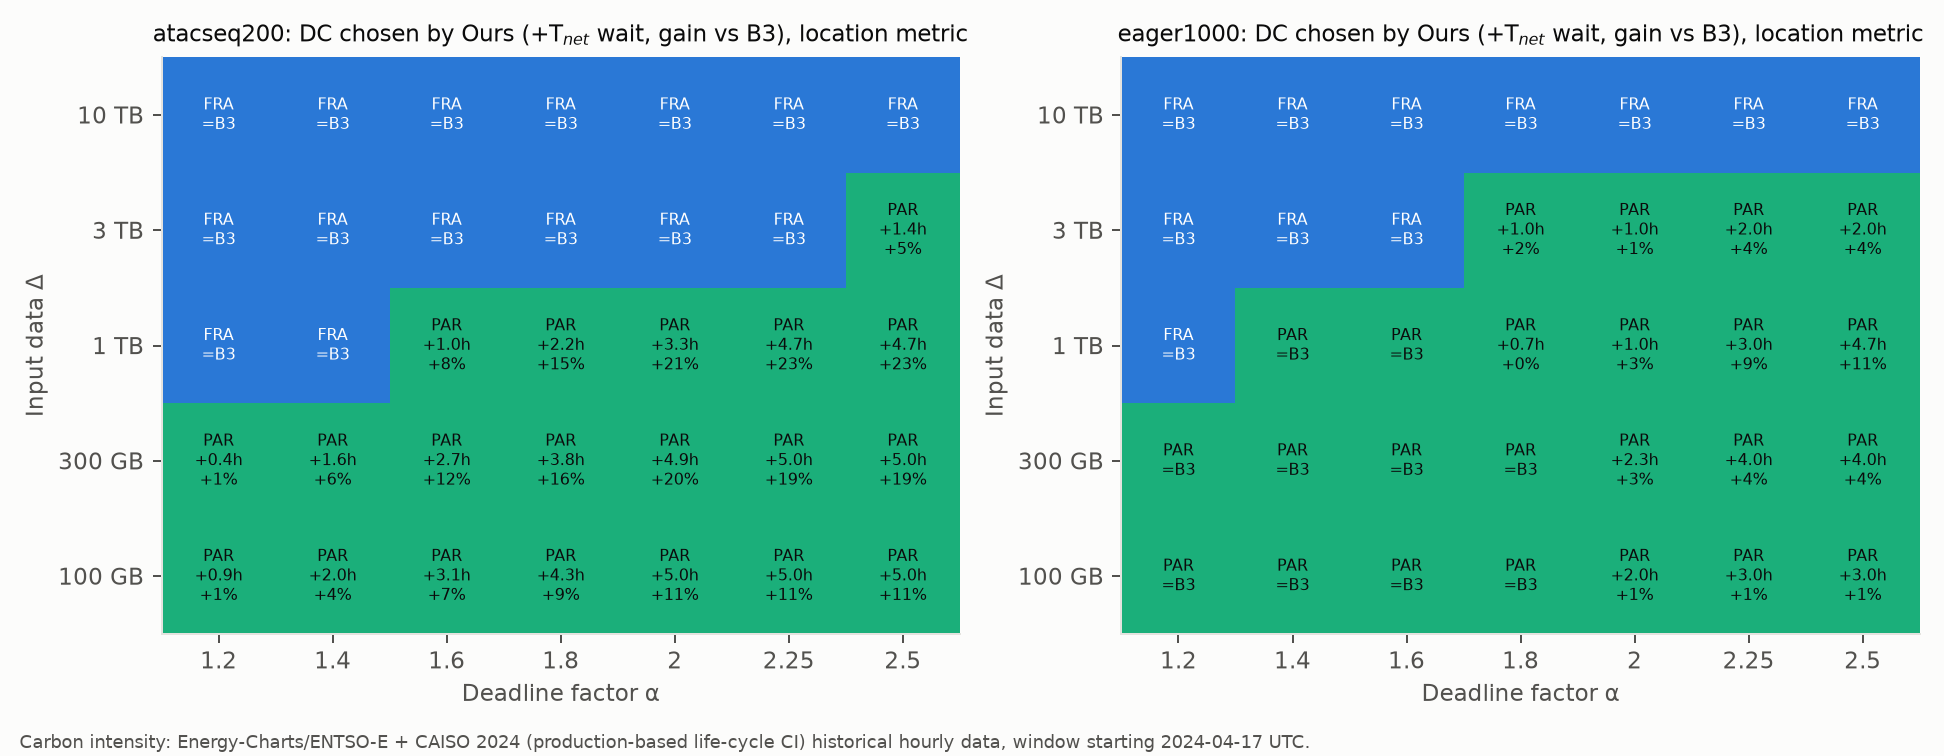 atacseq200: DC chosen by Ours (+Tnet wait, gain vs B3), location metric
10 TB
FRA
=B3
FRA
=B3
FRA
=B3
FRA
=B3
FRA
=B3
FRA
=B3
FRA
=B3
3 TB
FRA
=B3
FRA
=B3
FRA
=B3
FRA
=B3
FRA
=B3
FRA
=B3
PAR
+1.4h
+5%
1 TB
FRA
=B3
FRA
=B3
PAR
+1.0h
+8%
PAR
+2.2h
+15%
PAR
+3.3h
+21%
PAR
+4.7h
+23%
PAR
+4.7h
+23%
300 GB
PAR
+0.4h
+1%
PAR
+1.6h
+6%
PAR
+2.7h
+12%
PAR
+3.8h
+16%
PAR
+4.9h
+20%
PAR
+5.0h
+19%
PAR
+5.0h
+19%
100 GB
PAR
+0.9h
+1%
PAR
+2.0h
+4%
PAR
+3.1h
+7%
PAR
+4.3h
+9%
PAR
+5.0h
+11%
PAR
+5.0h
+11%
PAR
+5.0h
+11%
Input data Δ
1.2 1.4 1.6 1.8 2 2.25 2.5
Deadline factor α
eager1000: DC chosen by Ours (+Tnet wait, gain vs B3), location metric
10 TB
FRA
=B3
FRA
=B3
FRA
=B3
FRA
=B3
FRA
=B3
FRA
=B3
FRA
=B3
3 TB
FRA
=B3
FRA
=B3
FRA
=B3
PAR
+1.0h
+2%
PAR
+1.0h
+1%
PAR
+2.0h
+4%
PAR
+2.0h
+4%
1 TB
FRA
=B3
PAR
=B3
PAR
=B3
PAR
+0.7h
+0%
PAR
+1.0h
+3%
PAR
+3.0h
+9%
PAR
+4.7h
+11%
300 GB
PAR
=B3
PAR
=B3
PAR
=B3
PAR
=B3
PAR
+2.3h
+3%
PAR
+4.0h
+4%
PAR
+4.0h
+4%
100 GB
PAR
=B3
PAR
=B3
PAR
=B3
PAR
=B3
PAR
+2.0h
+1%
PAR
+3.0h
+1%
PAR
+3.0h
+1%
Input data Δ
1.2 1.4 1.6 1.8 2 2.25 2.5
Deadline factor α
Carbon intensity: Energy-Charts/ENTSO-E + CAISO 2024 (production-based life-cycle CI) historical hourly data, window starting 2024-04-17 UTC.